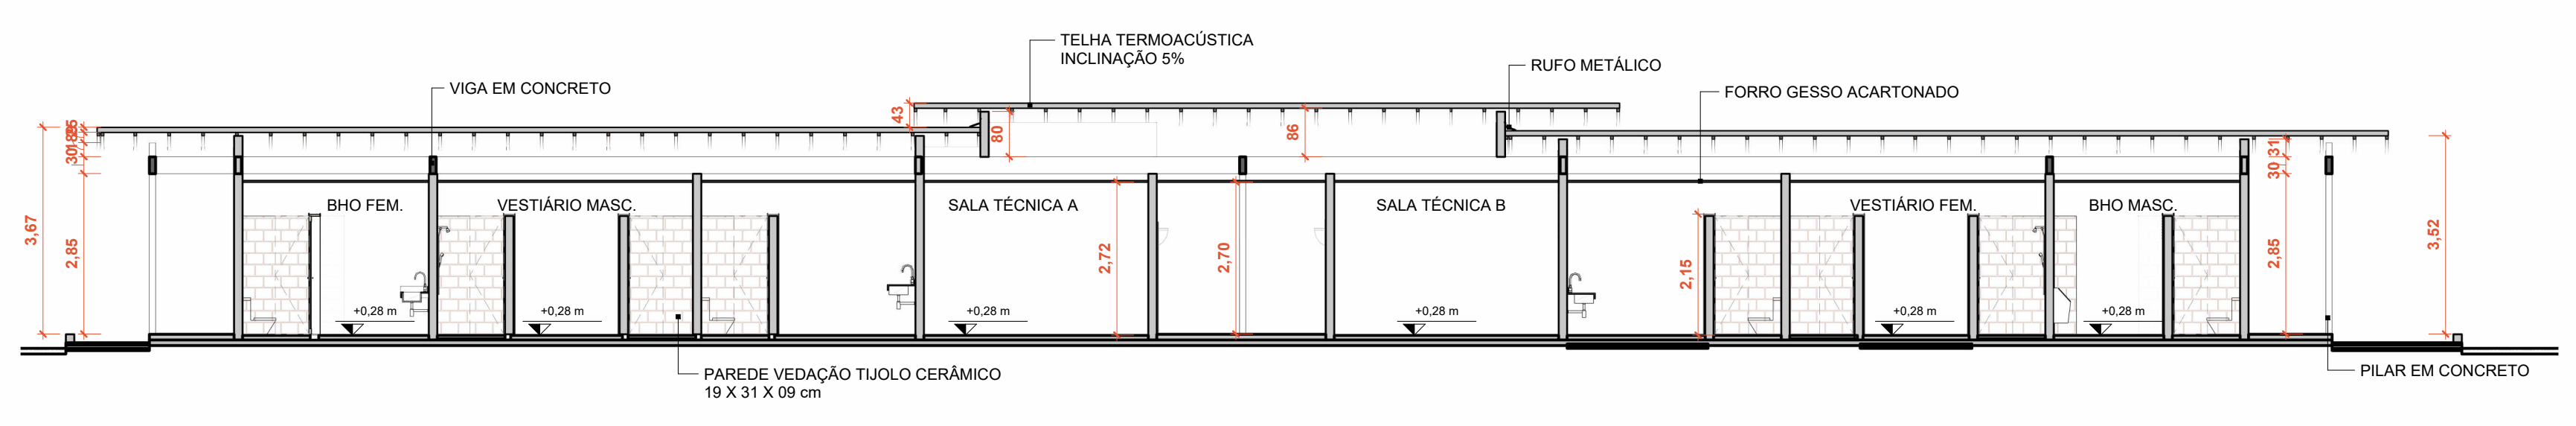 TELHA TERMOACÚSTICA
INCLINAÇÃO 5%
RUFO METÁLICO
VIGA EM CONCRETO
FORRO GESSO ACARTONADO
43
80
86
31
30
30
3,67
2,85
BHO FEM.
VESTIÁRIO MASC.
SALA TÉCNICA A
2,72
2,70
SALA TÉCNICA B
2,15
VESTIÁRIO FEM.
BHO MASC.
2,85
3,52
+0,28 m
+0,28 m
+0,28 m
+0,28 m
+0,28 m
+0,28 m
PAREDE VEDAÇÃO TIJOLO CERÂMICO
19 X 31 X 09 cm
PILAR EM CONCRETO